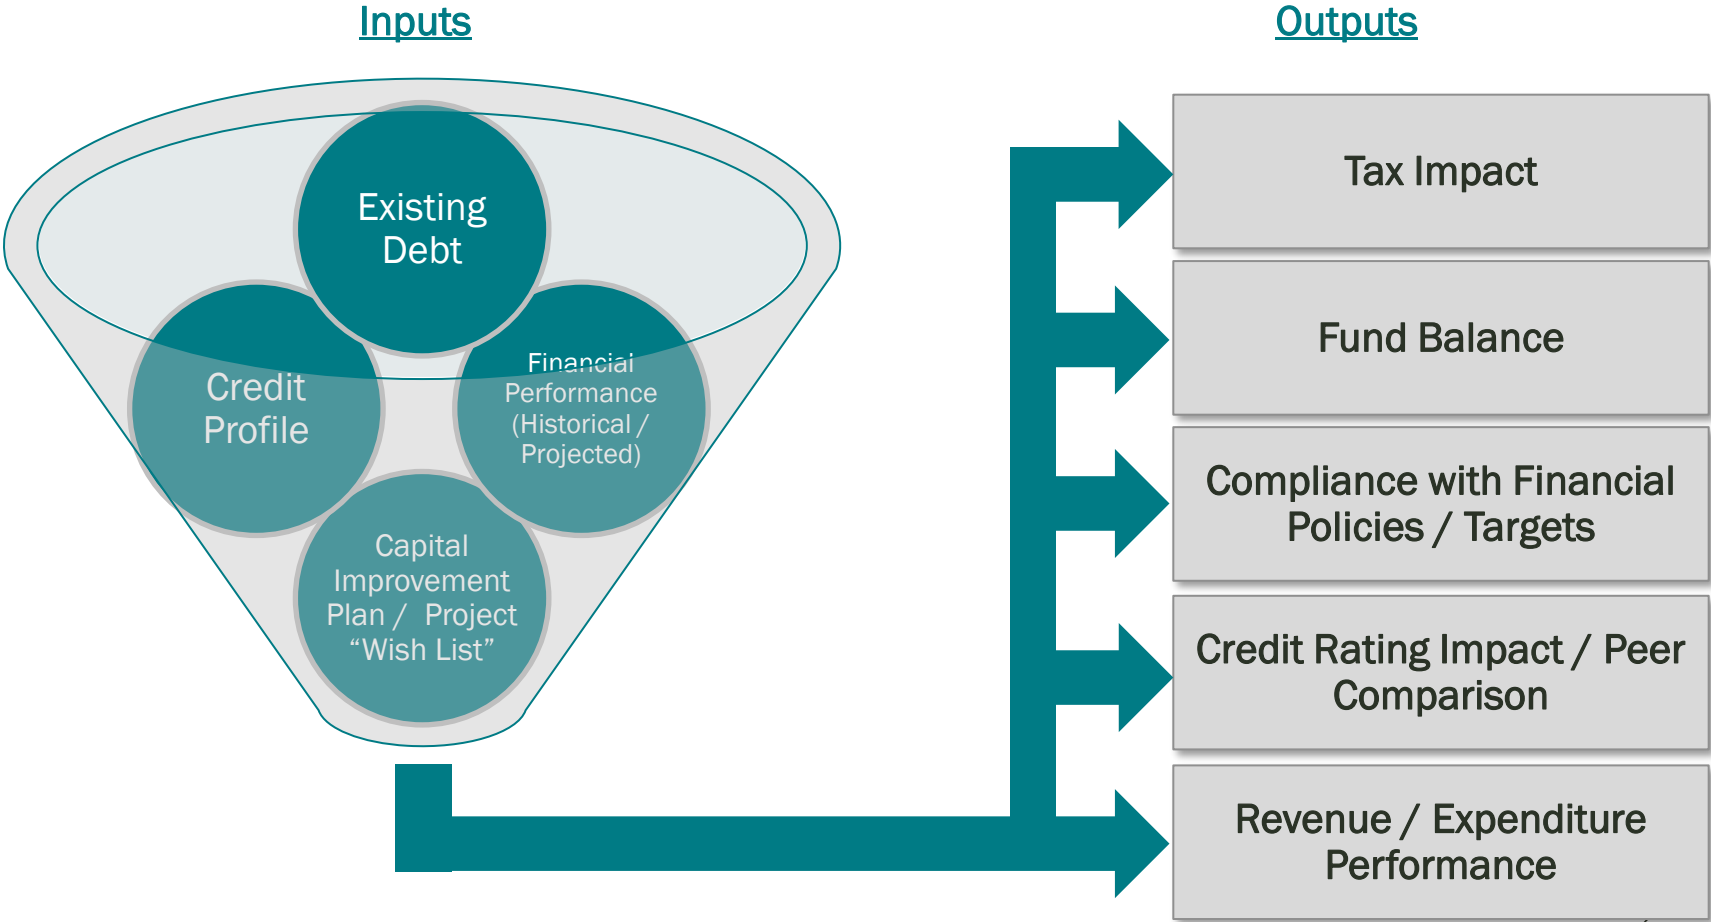 Inputs
Outputs
Existing
Debt
Credit
Profile
Financial
Performance
(Historical /
Projected)
Capital
Improvement
Plan /  Project
“Wish List”
Tax Impact
Fund Balance
Compliance with Financial
Policies / Targets
Credit Rating Impact / Peer
Comparison
Revenue / Expenditure
Performance